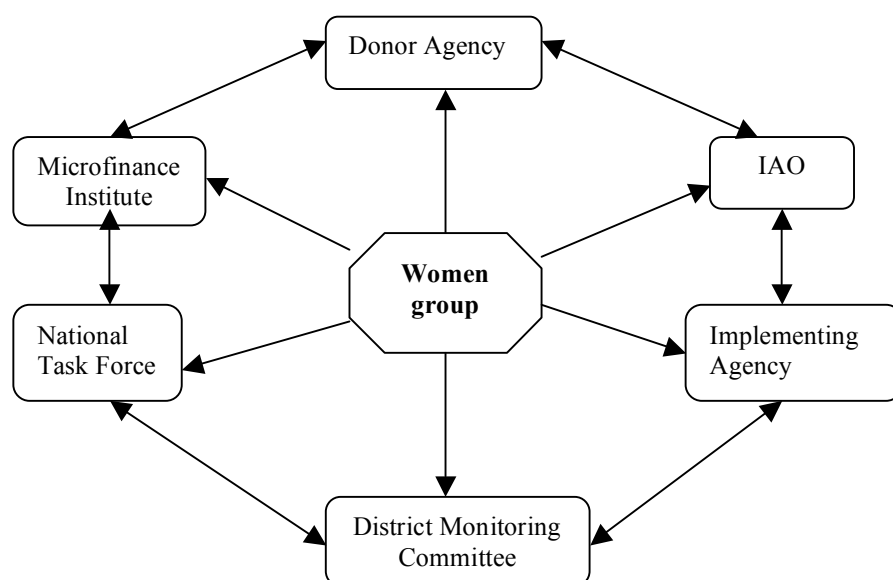 Donor Agency
Microfinance
Institute
IAO
Women
group
National
Task Force
Implementing
Agency
District Monitoring
Committee